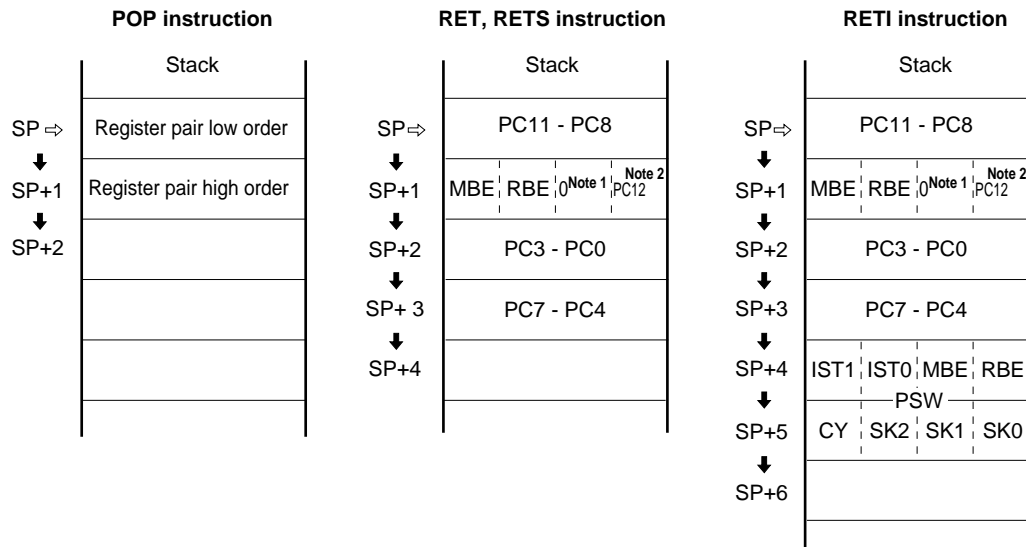 POP instruction
Stack
SP ⇨ Register pair low order
SP+1 Register pair high order
SP+2
RET, RETS instruction
Stack
SP ⇨ PC11 - PC8
SP+1 MBE RBE 0 Note 1 PC12 Note 2
SP+2 PC3 - PC0
SP+ 3 PC7 - PC4
SP+4
RETI instruction
Stack
SP ⇨ PC11 - PC8
SP+1 MBE RBE 0 Note 1 PC12 Note 2
SP+2 PC3 - PC0
SP+3 PC7 - PC4
SP+4 IST1 IST0 MBE RBE
PSW
SP+5 CY SK2 SK1 SK0
SP+6